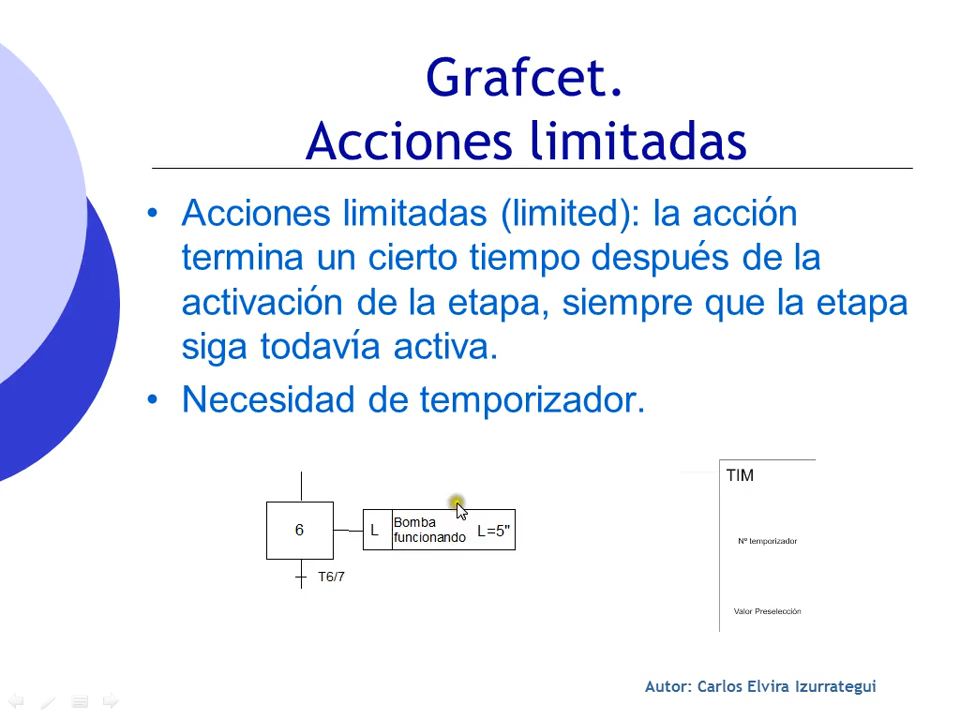 Grafcet.
Acciones limitadas
• Acciones limitadas (limited): la acción
termina un cierto tiempo después de la
activación de la etapa, siempre que la etapa
siga todavía activa.
• Necesidad de temporizador.
6
L
Bomba
funcionando
L=5"
T6/7
TIM
Nº temporizador
Valor Preselección
Autor: Carlos Elvira Izurrategui